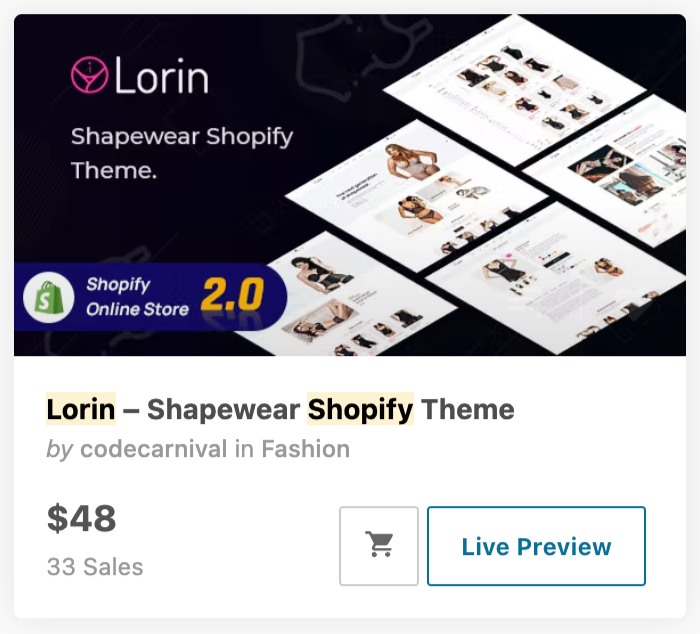 Lorin
Shapewear Shopify
Theme.
Shopify
Online Store 2.0
Lorin – Shapewear Shopify Theme
by codecarnival in Fashion
$48
33 Sales
Live Preview